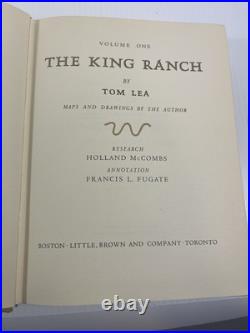 VOLUME ONE
THE KING RANCH
BY
TOM LEA
MAPS AND DRAWINGS BY THE AUTHOR
RESEARCH
HOLLAND McCOMBS
ANNOTATION
FRANCIS L. FUGATE
BOSTON · LITTLE, BROWN AND COMPANY · TORONTO